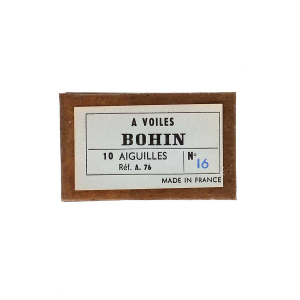 A VOILES
BOHIN
10 AIGUILLES
Réf. A. 76
N° 16
MADE IN FRANCE